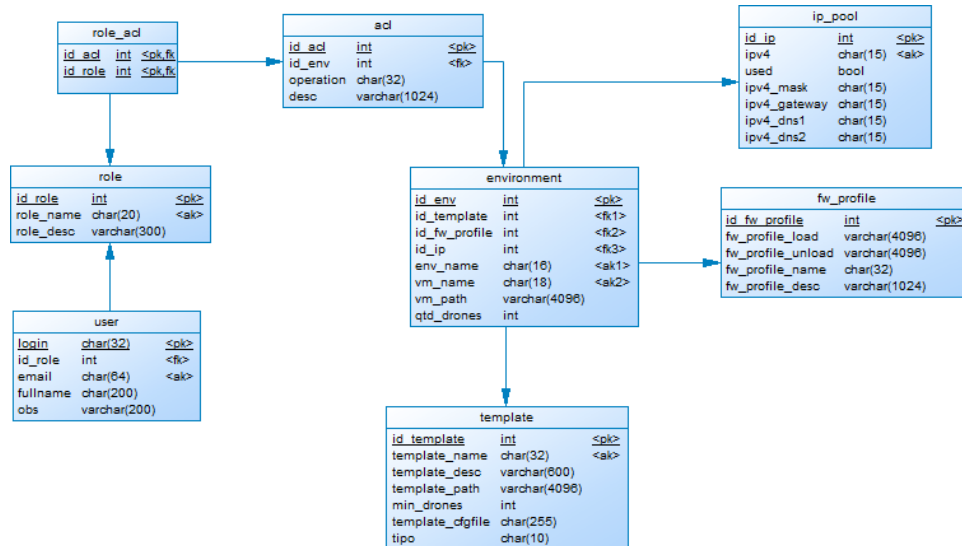 role_acl
id_acl int <pk,fk
id_role int <pk,fk
acl
id_acl int <pk>
id_env int <fk>
operation char(32)
desc varchar(1024)
ip_pool
id_ip int <pk>
ipv4 char(15) <ak>
used bool
ipv4_mask char(15)
ipv4_gateway char(15)
ipv4_dns1 char(15)
ipv4_dns2 char(15)
role
id_role int <pk>
role_name char(20) <ak>
role_desc varchar(300)
environment
id_env int <pk>
id_template int <fk1>
id_fw_profile int <fk2>
id_ip int <fk3>
env_name char(16) <ak1>
vm_name char(18) <ak2>
vm_path varchar(4096)
qtd_drones int
fw_profile
id_fw_profile int <pk>
fw_profile_load varchar(4096)
fw_profile_unload varchar(4096)
fw_profile_name char(32)
fw_profile_desc varchar(1024)
user
login char(32) <pk>
id_role int <fk>
email char(64) <ak>
fullname char(200)
obs varchar(200)
template
id_template int <pk>
template_name char(32) <ak>
template_desc varchar(600)
template_path varchar(4096)
min_drones int
template_cfgfile char(255)
tipo char(10)